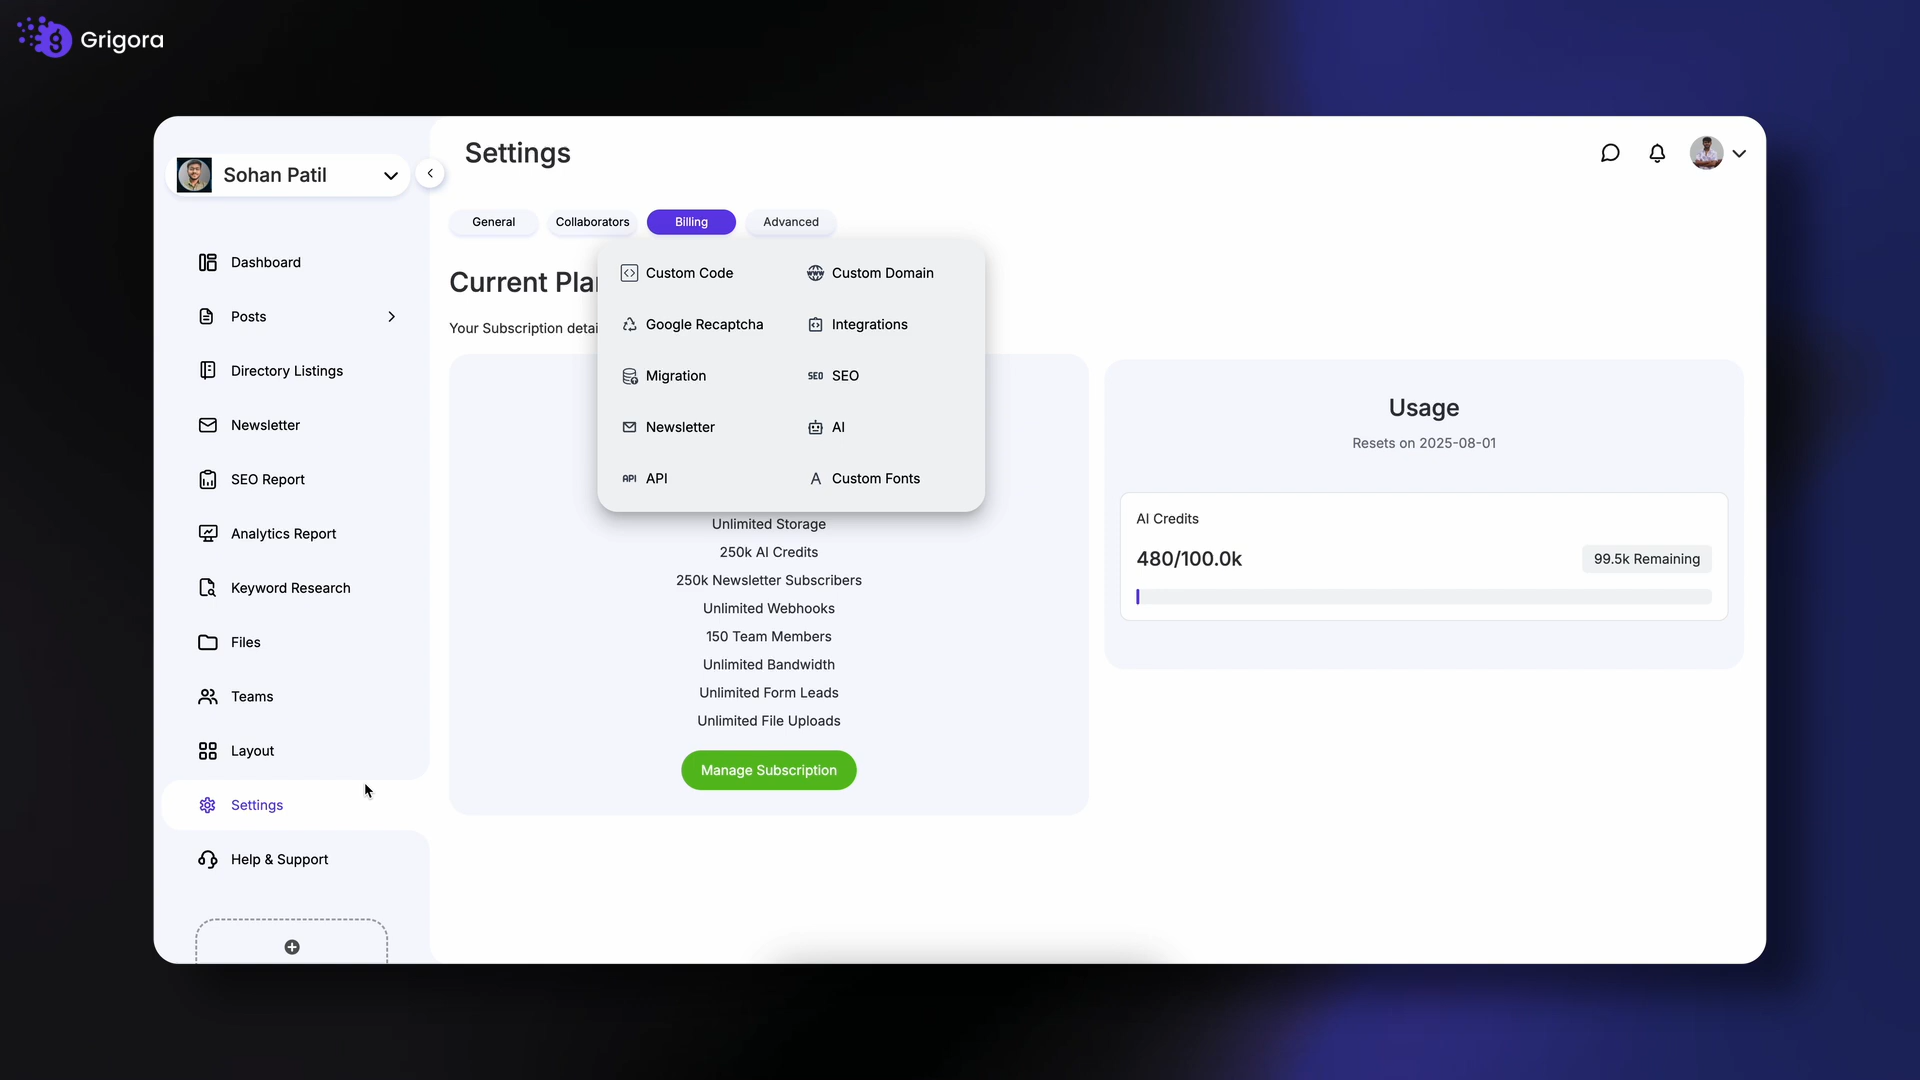 Grigora
Sohan Patil
Dashboard
Posts
Directory Listings
Newsletter
SEO Report
Analytics Report
Keyword Research
Files
Teams
Layout
Settings
Help & Support
Settings
General
Collaborators
Billing
Advanced
Custom Code
Custom Domain
Google Recaptcha
Integrations
Migration
SEO SEO
Newsletter
AI
API API
Custom Fonts
Current Pla
Your Subscription detai
Unlimited Storage
250k AI Credits
250k Newsletter Subscribers
Unlimited Webhooks
150 Team Members
Unlimited Bandwidth
Unlimited Form Leads
Unlimited File Uploads
Manage Subscription
Usage
Resets on 2025-08-01
AI Credits
480/100.0k
99.5k Remaining